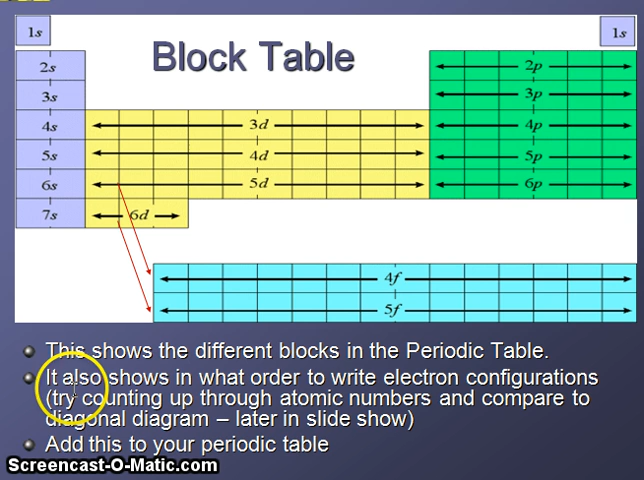 1s 1s
Block Table
2s 2p
3s 3p
4s 3d 4p
5s 4d 5p
6s 5d 6p
7s 6d
4f
5f
This shows the different blocks in the Periodic Table.
It also shows in what order to write electron configurations
(try counting up through atomic numbers and compare to
diagonal diagram – later in slide show)
Add this to your periodic table
Screencast-O-Matic.com